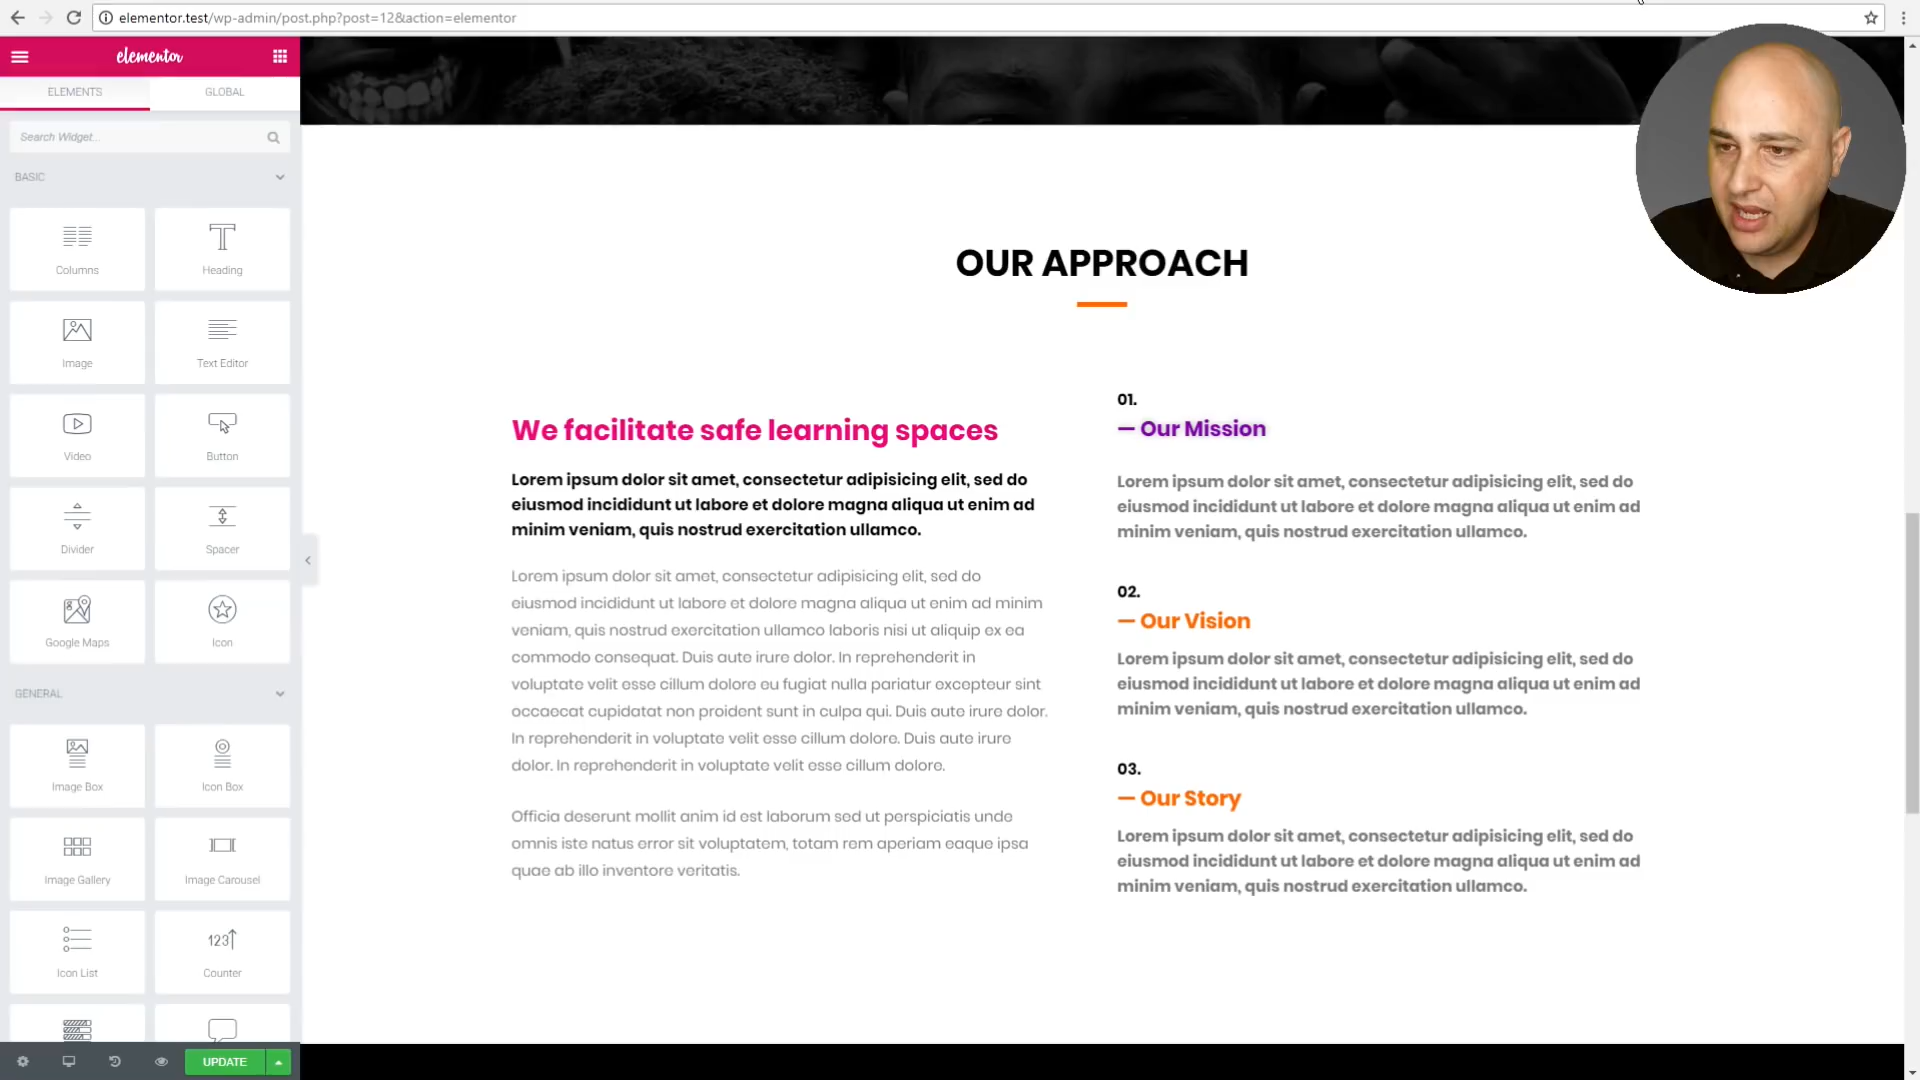 elementor.test/wp-admin/post.php?post=12&action=elementor
elementor
ELEMENTS
GLOBAL
Search Widget...
BASIC
Columns
Heading
Image
Text Editor
Video
Button
Divider
Spacer
Google Maps
Icon
GENERAL
Image Box
Icon Box
Image Gallery
Image Carousel
Icon List
123
Counter
UPDATE
OUR APPROACH
We facilitate safe learning spaces
Lorem ipsum dolor sit amet, consectetur adipisicing elit, sed do
eiusmod incididunt ut labore et dolore magna aliqua ut enim ad
minim veniam, quis nostrud exercitation ullamco.
Lorem ipsum dolor sit amet, consectetur adipisicing elit, sed do
eiusmod incididunt ut labore et dolore magna aliqua ut enim ad minim
veniam, quis nostrud exercitation ullamco laboris nisi ut aliquip ex ea
commodo consequat. Duis aute irure dolor. In reprehenderit in
voluptate velit esse cillum dolore eu fugiat nulla pariatur excepteur sint
occaecat cupidatat non proident sunt in culpa qui. Duis aute irure dolor.
In reprehenderit in voluptate velit esse cillum dolore. Duis aute irure
dolor. In reprehenderit in voluptate velit esse cillum dolore.
Officia deserunt mollit anim id est laborum sed ut perspiciatis unde
omnis iste natus error sit voluptatem, totam rem aperiam eaque ipsa
quae ab illo inventore veritatis.
01.
— Our Mission
Lorem ipsum dolor sit amet, consectetur adipisicing elit, sed do
eiusmod incididunt ut labore et dolore magna aliqua ut enim ad
minim veniam, quis nostrud exercitation ullamco.
02.
— Our Vision
Lorem ipsum dolor sit amet, consectetur adipisicing elit, sed do
eiusmod incididunt ut labore et dolore magna aliqua ut enim ad
minim veniam, quis nostrud exercitation ullamco.
03.
— Our Story
Lorem ipsum dolor sit amet, consectetur adipisicing elit, sed do
eiusmod incididunt ut labore et dolore magna aliqua ut enim ad
minim veniam, quis nostrud exercitation ullamco.